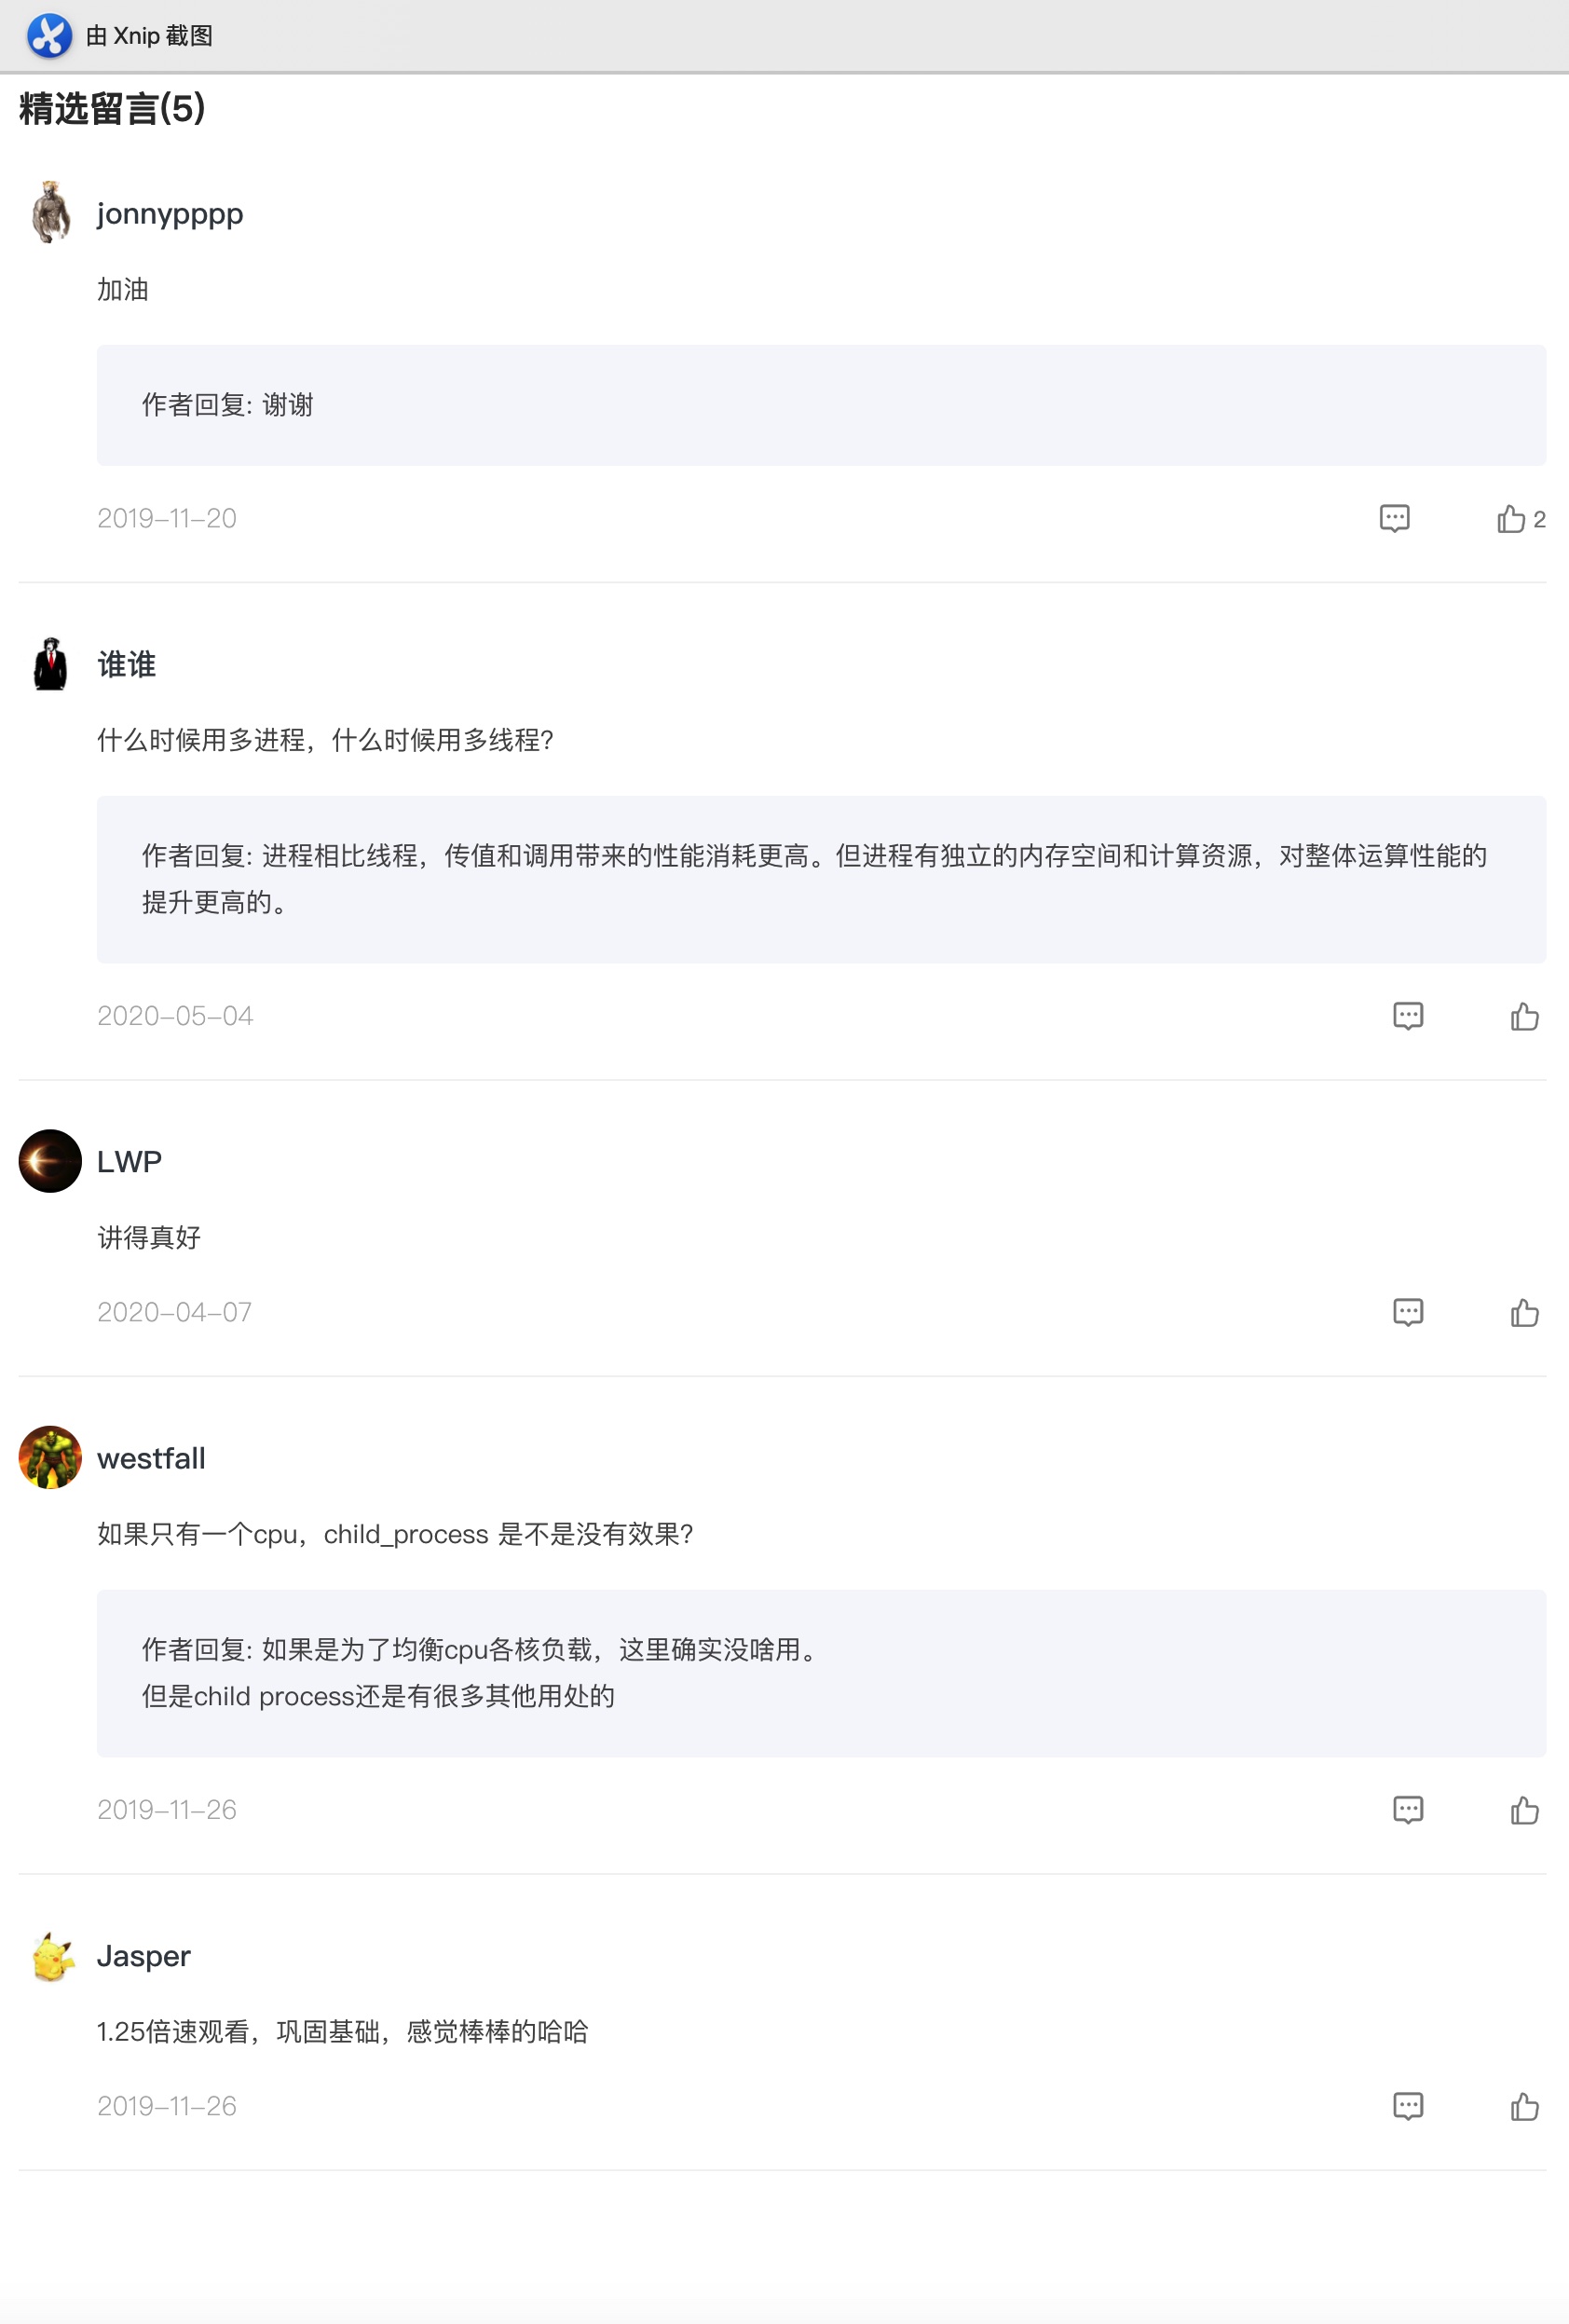 由 Xnip 截图
精选留言(5)
jonnypppp
加油
作者回复: 谢谢
2019-11-20
2
谁谁
什么时候用多进程，什么时候用多线程?
作者回复: 进程相比线程，传值和调用带来的性能消耗更高。但进程有独立的内存空间和计算资源，对整体运算性能的
提升更高的。
2020-05-04
LWP
讲得真好
2020-04-07
westfall
如果只有一个cpu，child_process 是不是没有效果?
作者回复: 如果是为了均衡cpu各核负载，这里确实没啥用。
但是child process还是有很多其他用处的
2019-11-26
Jasper
1.25倍速观看，巩固基础，感觉棒棒的哈哈
2019-11-26